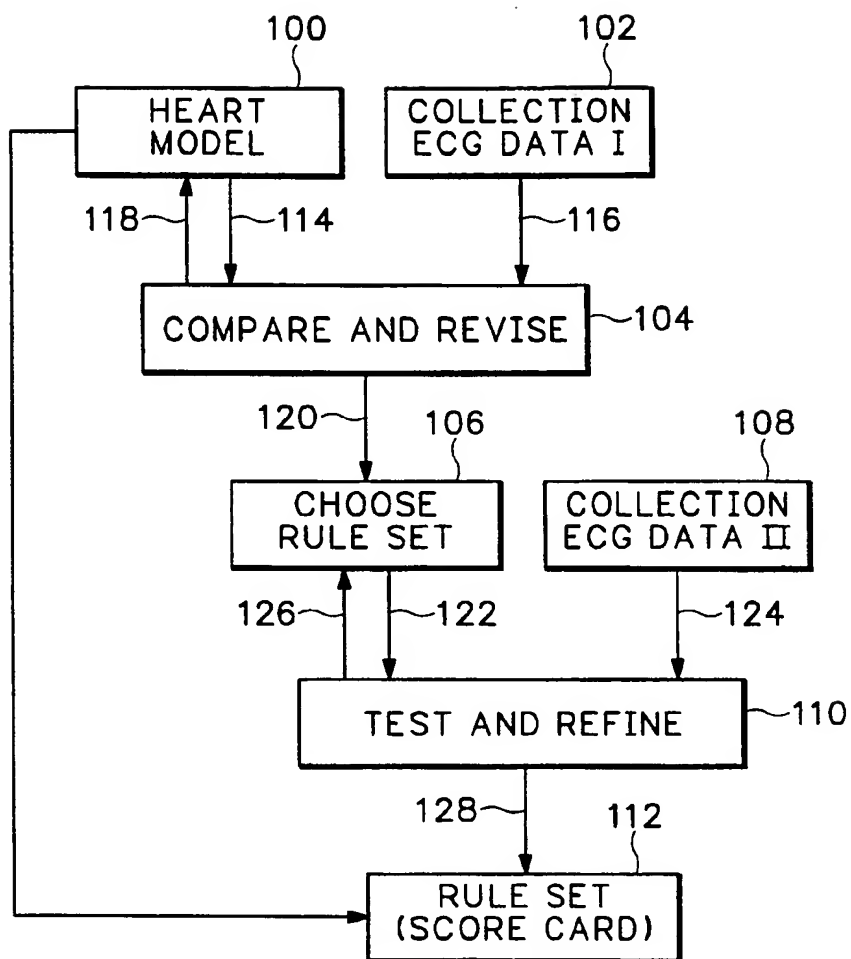 100
102
HEART
MODEL
COLLECTION
ECG DATA I
118
114
116
COMPARE AND REVISE
104
120
106
108
CHOOSE
RULE SET
COLLECTION
ECG DATA II
126
122
124
TEST AND REFINE
110
128
112
RULE SET
(SCORE CARD)